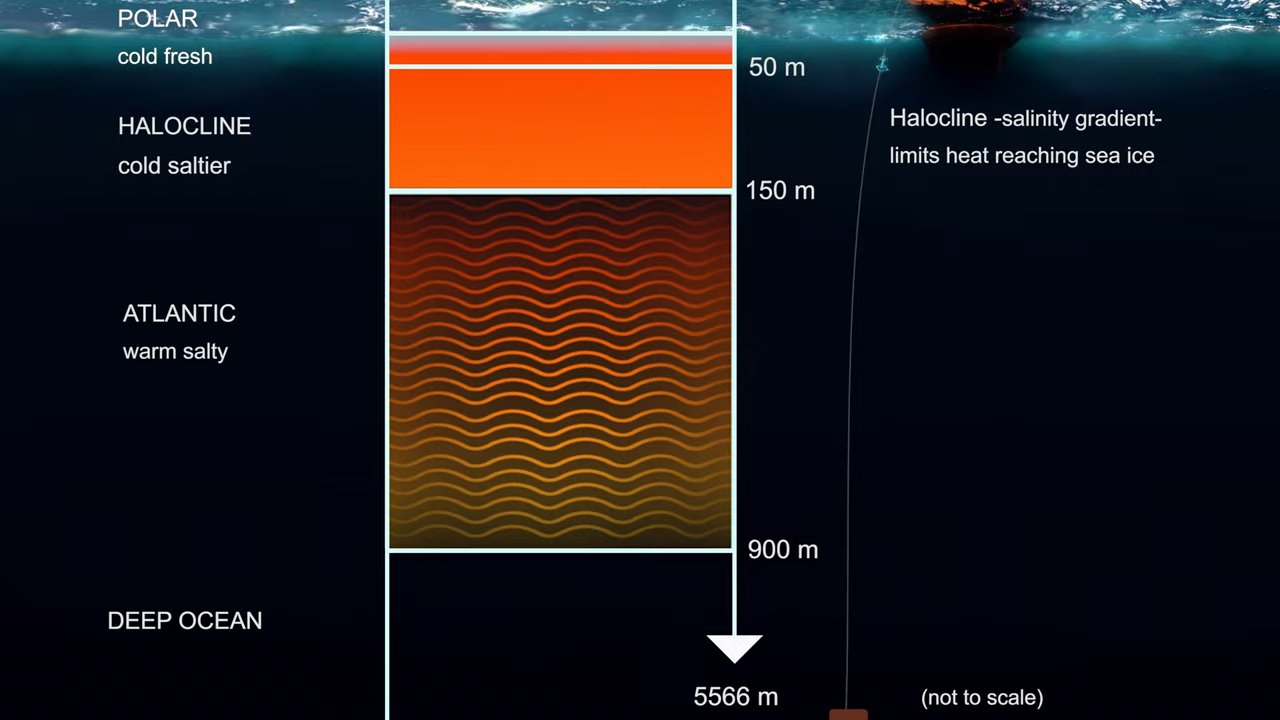 POLAR
cold fresh
50 m
HALOCLINE
cold saltier
Halocline -salinity gradient-
limits heat reaching sea ice
150 m
ATLANTIC
warm salty
900 m
DEEP OCEAN
5566 m
(not to scale)